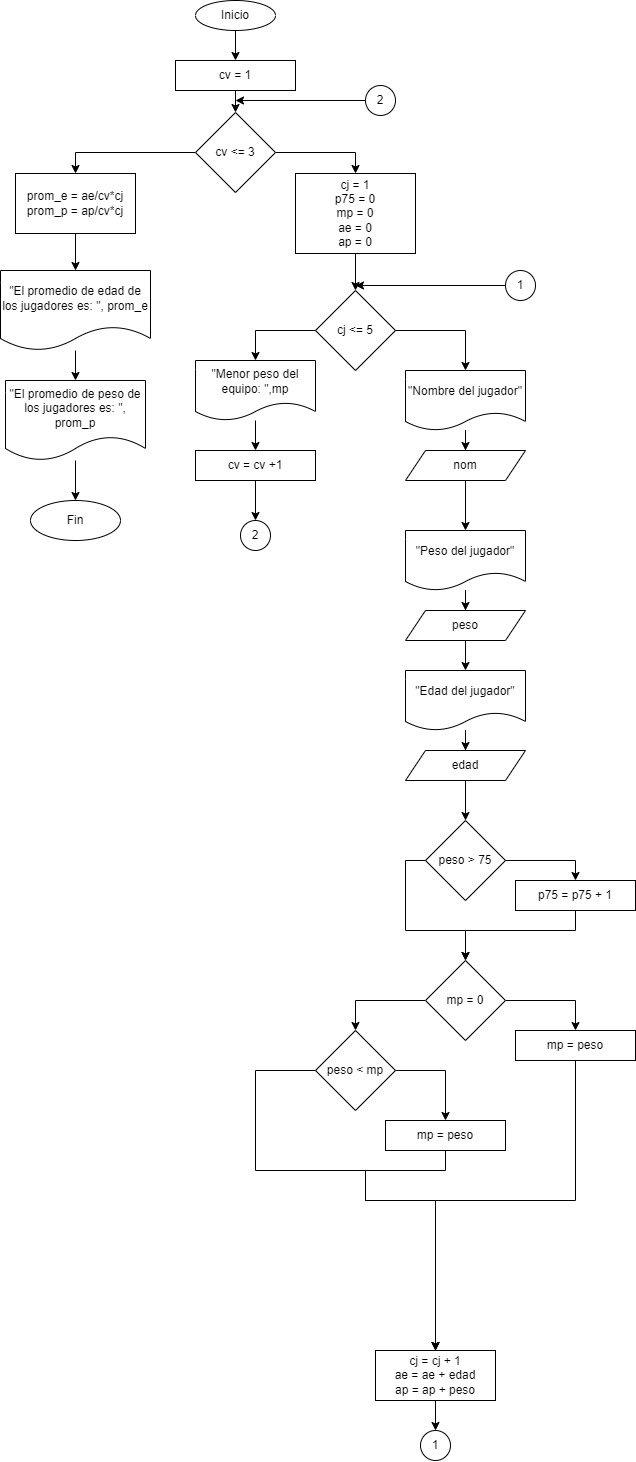 Inicio
cv = 1
2
cv <= 3
prom_e = ae/cv*cj
prom_p = ap/cv*cj
cj = 1
p75 = 0
mp = 0
ae = 0
ap = 0
"El promedio de edad de
los jugadores es: ", prom_e
1
cj <= 5
"El promedio de peso de
los jugadores es: ",
prom_p
"Menor peso del
equipo: ",mp
"Nombre del jugador"
cv = cv +1
nom
Fin
2
"Peso del jugador"
peso
"Edad del jugador"
edad
peso > 75
p75 = p75 + 1
mp = 0
mp = peso
peso < mp
mp = peso
cj = cj + 1
ae = ae + edad
ap = ap + peso
1